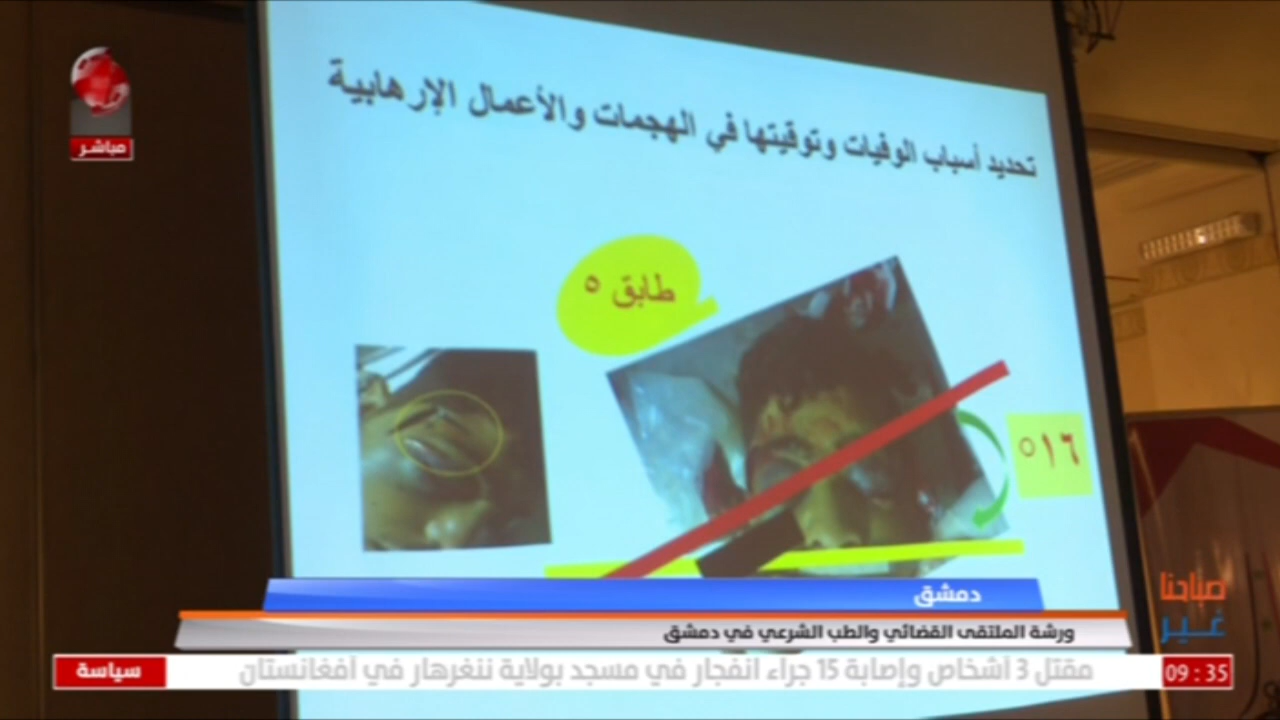 مباشر
تحديد أسباب الوفيات وتوقيتها في الهجمات والأعمال الإرهابية
طابق ٥
٥١٦
دمشق
صباحنا
غير
ورشة الملتقى القضائي والطب الشرعي في دمشق
سياسة
مقتل 3 أشخاص وإصابة 15 جراء انفجار في مسجد بولاية ننغرهار في أفغانستان
09 : 35